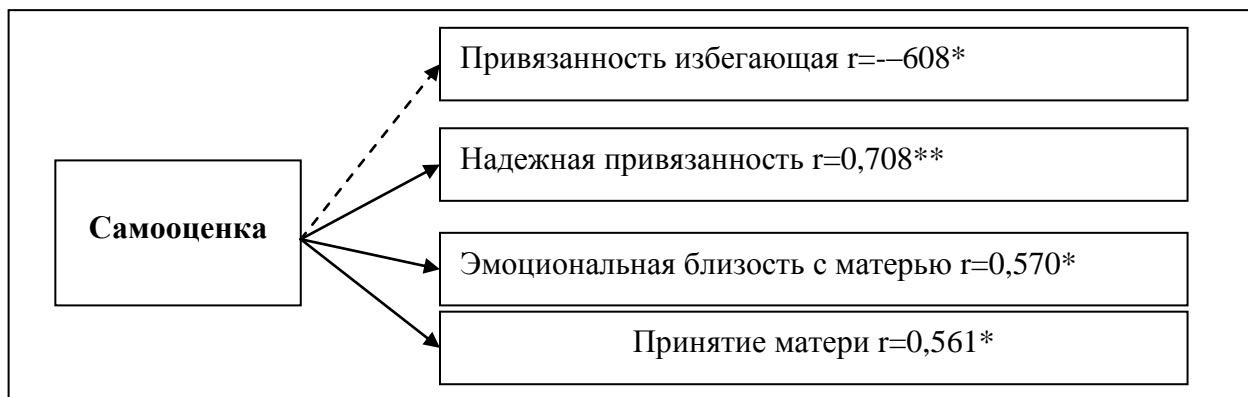 Привязанность избегающая r=-–608*
Надежная привязанность r=0,708**
Самооценка
Эмоциональная близость с матерью r=0,570*
Принятие матери r=0,561*